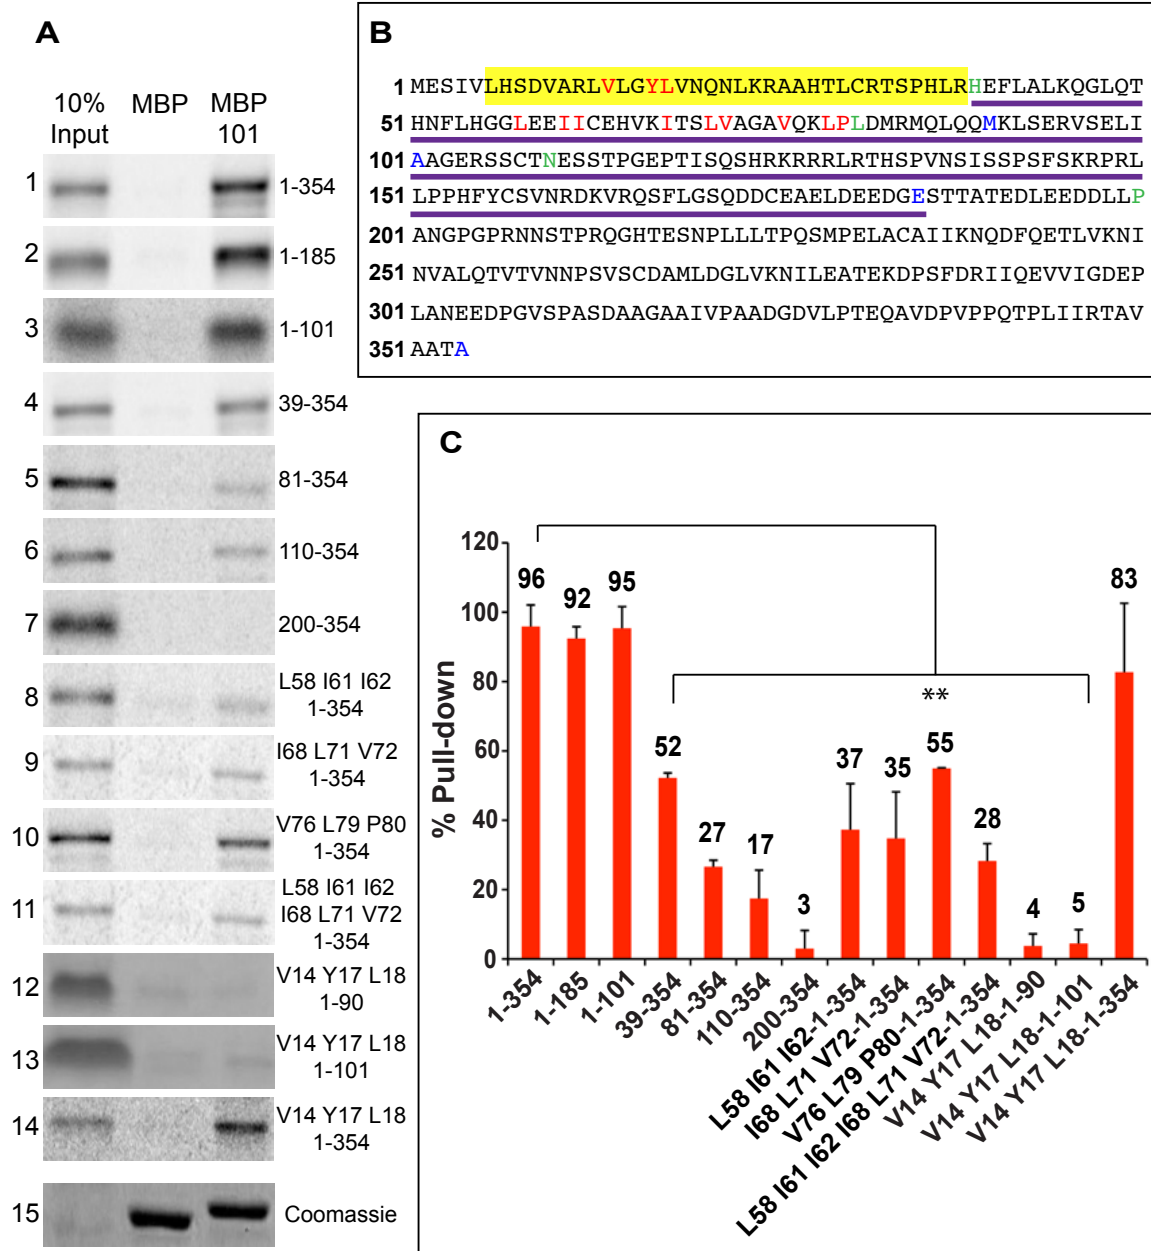 A
10%
Input
MBP
MBP
101
1
1-354
2
1-185
3
1-101
4
39-354
5
81-354
6
110-354
7
200-354
8
L58 I61 I62
1-354
9
I68 L71 V72
1-354
10
V76 L79 P80
1-354
11
L58 I61 I62
I68 L71 V72
1-354
12
V14 Y17 L18
1-90
13
V14 Y17 L18
1-101
14
V14 Y17 L18
1-354
15
Coomassie
B
1 MESIVLHSDVARLVLGYLVNQNLKRAAHTLCRTSPHLRHEFLALKQGLQT
51 HNFLHGGLEEIICEHVKITSLVAGAVQKLPLDMRMQLQQMKLSERVSELI
101 AAGERSSCTNESSTPGEPTISQSHRKRRRLRTHSPVNSISSPSFSKRPRL
151 LPPHFYCSVNRDKVRQSFLGSQDDCEAELDEEDGESTTATEDLEEDDLLP
201 ANGPGPRNNSTPRQGHTESNPLLLTPQSMPELACAIIKNQDFQETLVKNI
251 NVALQTVTVNNPSVSCDAMLDGLVKNILEATEKDPSFDRIIQEVVIGDEP
301 LANEEDPGVSPASDAAGAAIVPAADGDVLPTEQAVDPVPPQTPLIIRTAV
351 AATA
C
% Pull-down
120
100
80
60
40
20
0
96
92
95
52
27
17
3
37
35
55
28
4
5
83
**
1-354
1-185
1-101
39-354
81-354
110-354
200-354
L58 I61 I62-1-354
I68 L71 V72-1-354
V76 L79 P80-1-354
L58 I61 I62 I68 L71 V72-1-354
V14 Y17 L18-1-90
V14 Y17 L18-1-101
V14 Y17 L18-1-354